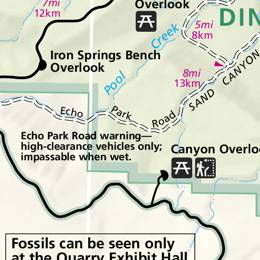 7mi
12km
Overlook
5mi
8km
DIN
Iron Springs Bench
Overlook
Pool Creek
8mi
13km
SAND CANYON
Echo Park Road
Echo Park Road warning—
high-clearance vehicles only;
impassable when wet.
Canyon Overlo
Fossils can be seen only
at the Quarry Exhibit Hall